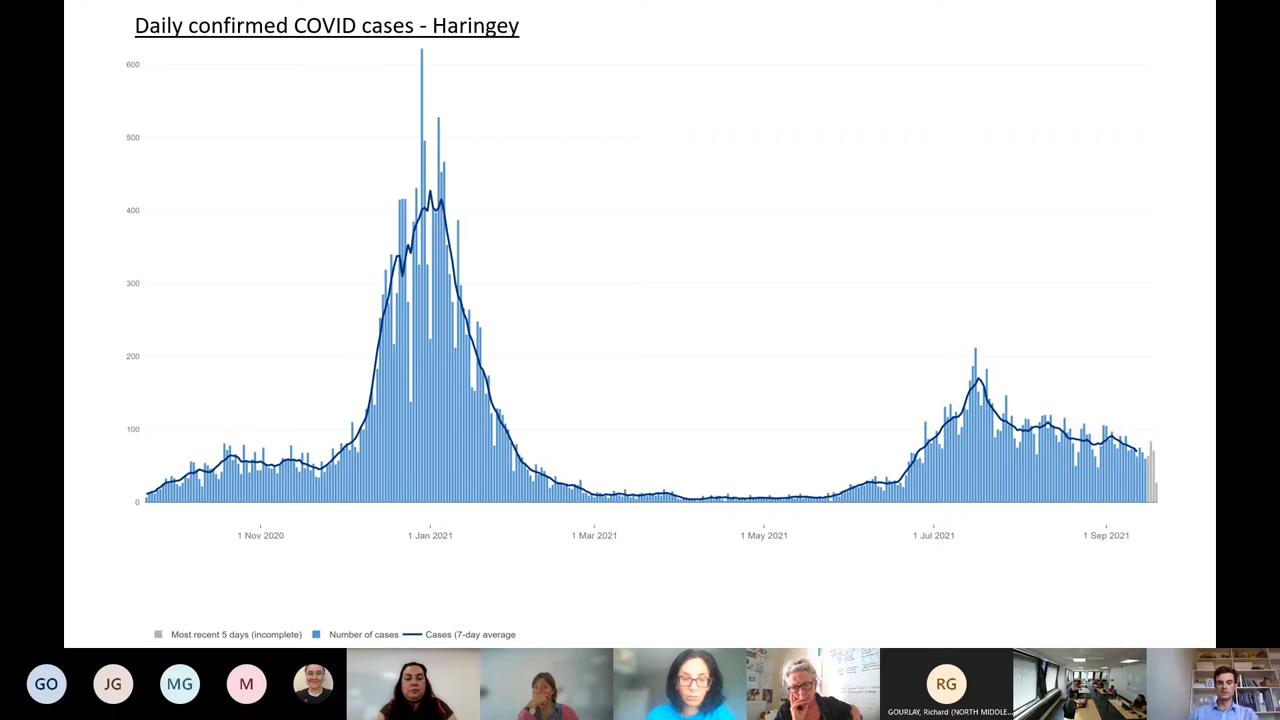 Daily confirmed COVID cases - Haringey
600
500
400
300
200
100
0
1 Nov 2020
1 Jan 2021
1 Mar 2021
1 May 2021
1 Jul 2021
1 Sep 2021
Most recent 5 days (incomplete)
Number of cases
Cases (7-day average
GO
JG
MG
M
RG
GOURLAY, Richard (NORTH MIDDLE...